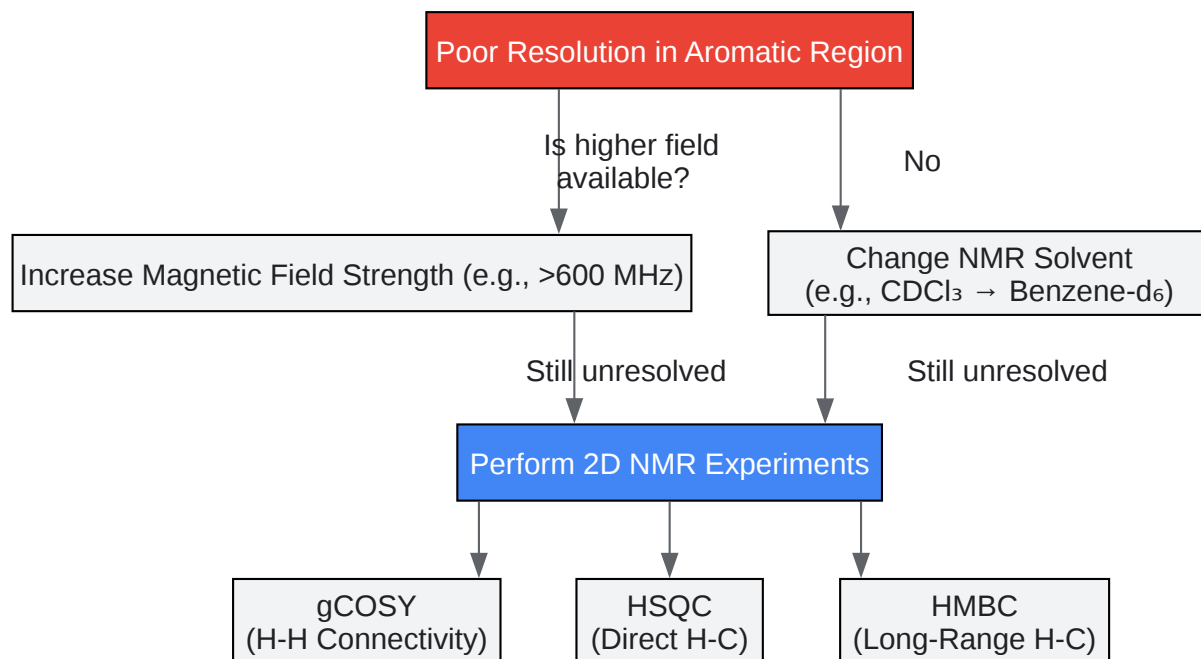 Poor Resolution in Aromatic Region
Is higher field
available?
No
Increase Magnetic Field Strength (e.g., >600 MHz)
Change NMR Solvent
(e.g., CDCl₃ → Benzene-d₆)
Still unresolved
Still unresolved
Perform 2D NMR Experiments
gCOSY
(H-H Connectivity)
HSQC
(Direct H-C)
HMBC
(Long-Range H-C)